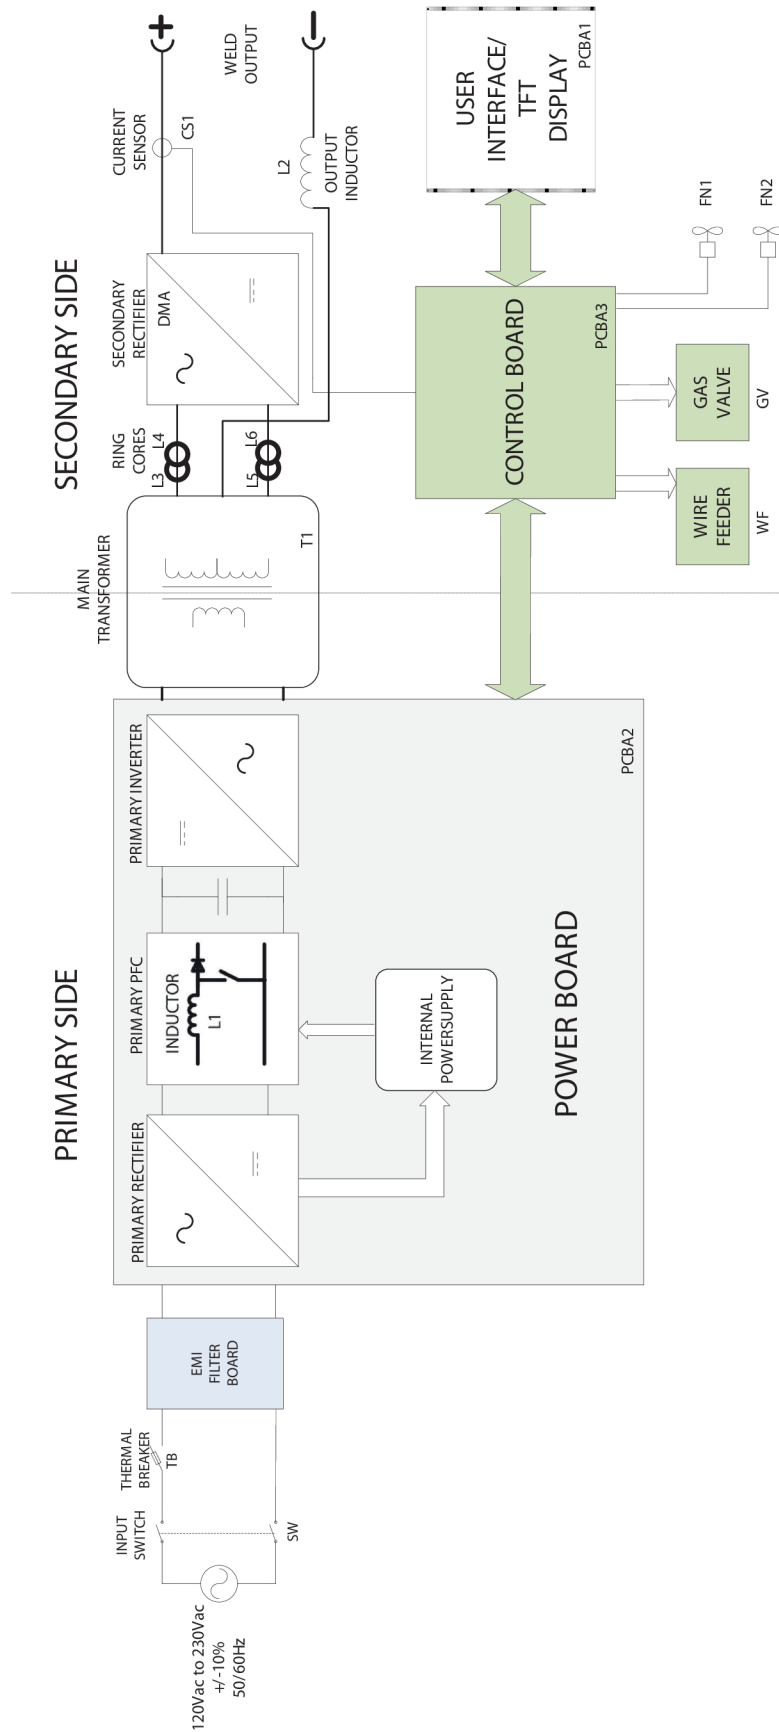 PRIMARY SIDE
SECONDARY SIDE
120Vac to 230Vac
+/-10%
50/60Hz
INPUT
SWITCH
SW
THERMAL
BREAKER
TB
EMI
FILTER
BOARD
PRIMARY RECTIFIER
PRIMARY PFC
INDUCTOR
L1
PRIMARY INVERTER
INTERNAL
POWERSUPPLY
POWER BOARD
PCBA2
MAIN
TRANSFORMER
T1
RING
CORES
L3
L4
L5
L6
SECONDARY
RECTIFIER
DMA
CURRENT
SENSOR
CS1
+
WELD
OUTPUT
−
L2
OUTPUT
INDUCTOR
CONTROL BOARD
PCBA3
USER
INTERFACE/
TFT
DISPLAY
PCBA1
WIRE
FEEDER
WF
GAS
VALVE
GV
FN1
FN2